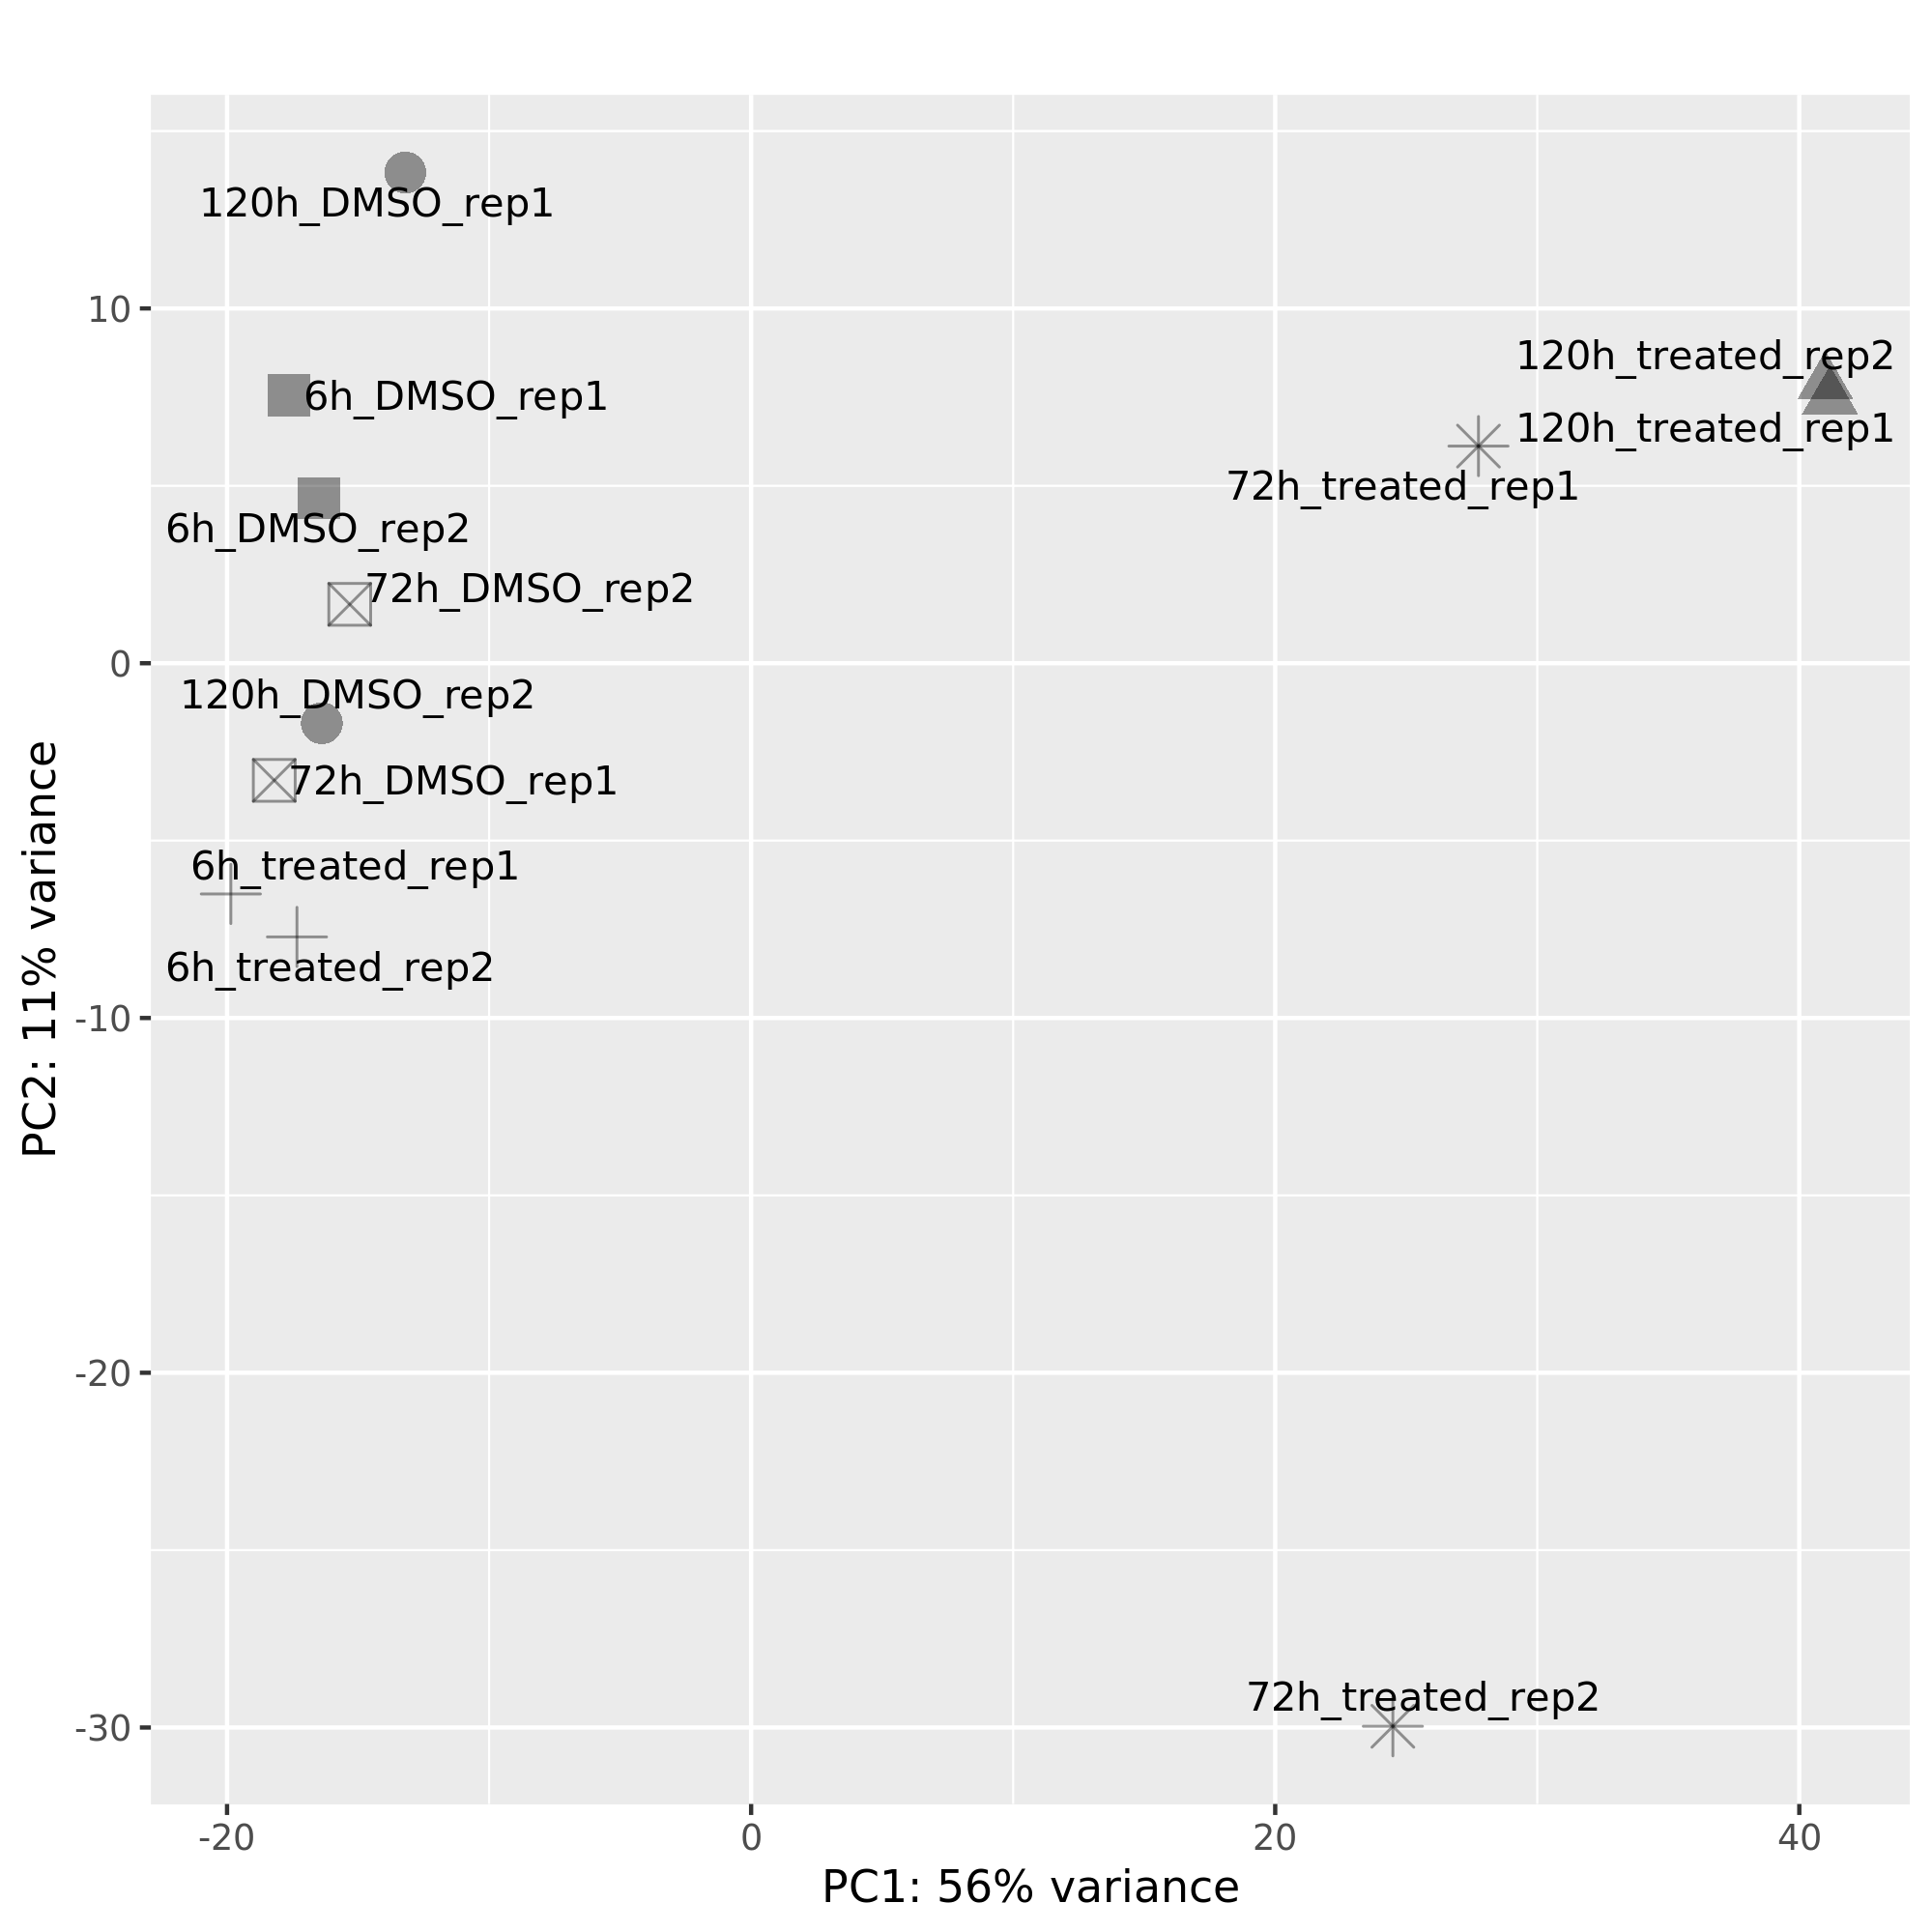 120h_DMSO_rep1
10
120h_treated_rep2
6h_DMSO_rep1
120h_treated_rep1
72h_treated_rep1
6h_DMSO_rep2
72h_DMSO_rep2
0
120h_DMSO_rep2
72h_DMSO_rep1
6h_treated_rep1
6h_treated_rep2
PC2: 11% variance
-10
-20
72h_treated_rep2
-30
-20
0
20
40
PC1: 56% variance